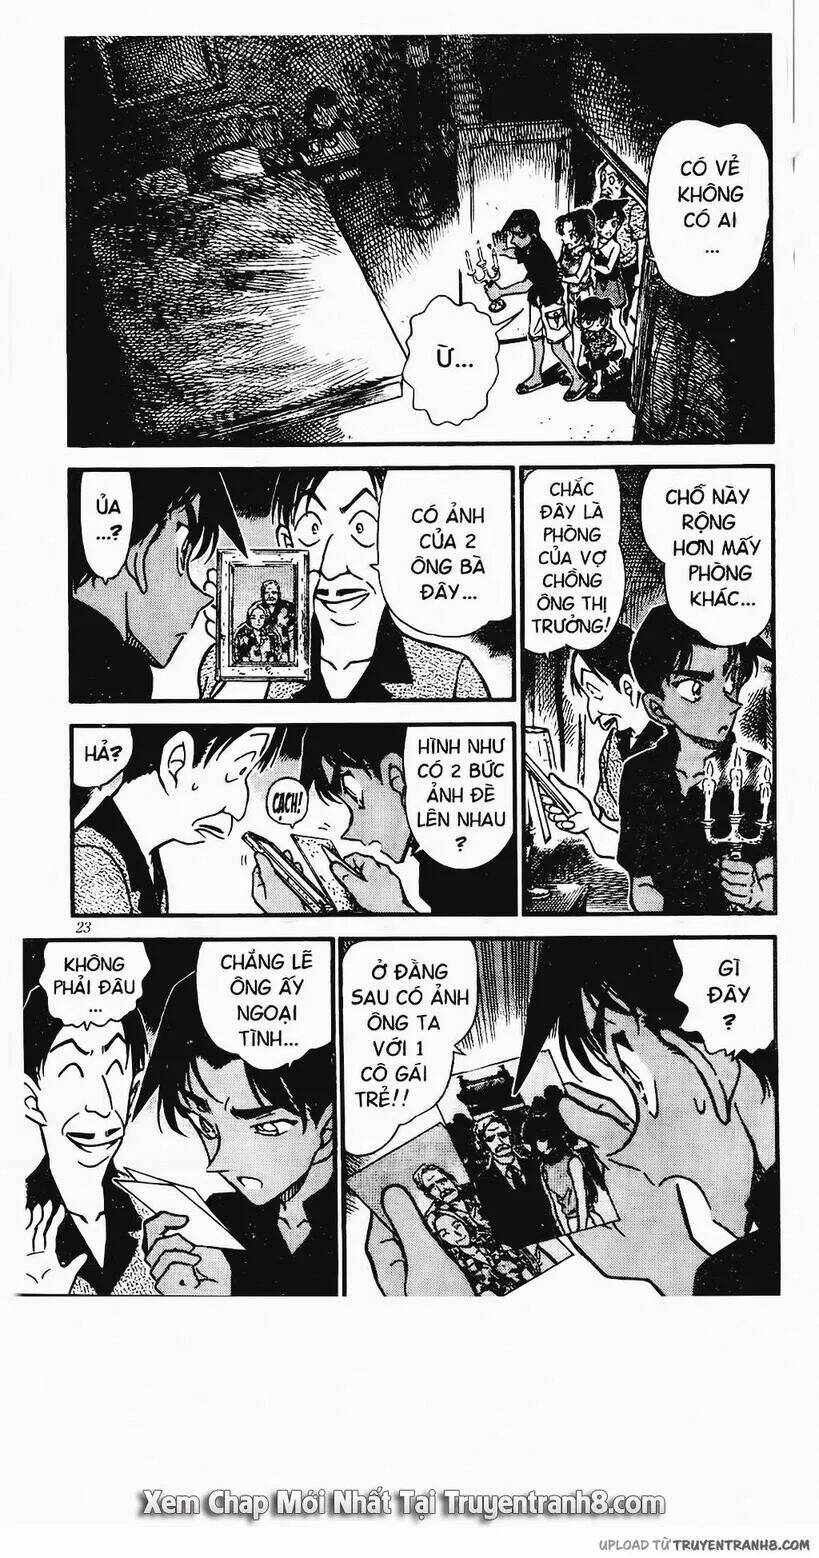 CÓ VẺ
KHÔNG
CÓ AI
...
Ừ...
CHỖ NÀY
RỘNG
HƠN MẤY
PHÒNG
KHÁC...
CHẮC
ĐÂY LÀ
PHÒNG
CỦA VỢ
CHỒNG
ÔNG THỊ
TRƯỞNG!
CÓ ẢNH
CỦA 2
ÔNG BÀ
ĐÂY...
ỦA
...?
HÌNH NHƯ
CÓ 2 BỨC
ẢNH ĐÈ
LÊN NHAU
?
CẠCH!
HẢ?
23
GÌ
ĐÂY
?
Ở ĐẰNG
SAU CÓ ẢNH
ÔNG TA
VỚI 1
CÔ GÁI
TRẺ!!
CHẲNG LẼ
ÔNG ẤY
NGOẠI
TÌNH...
KHÔNG
PHẢI ĐÂU
...
Xem Chap Mới Nhất Tại Truyentranh8.com
UPLOAD TỪ TRUYENTRANH8.COM